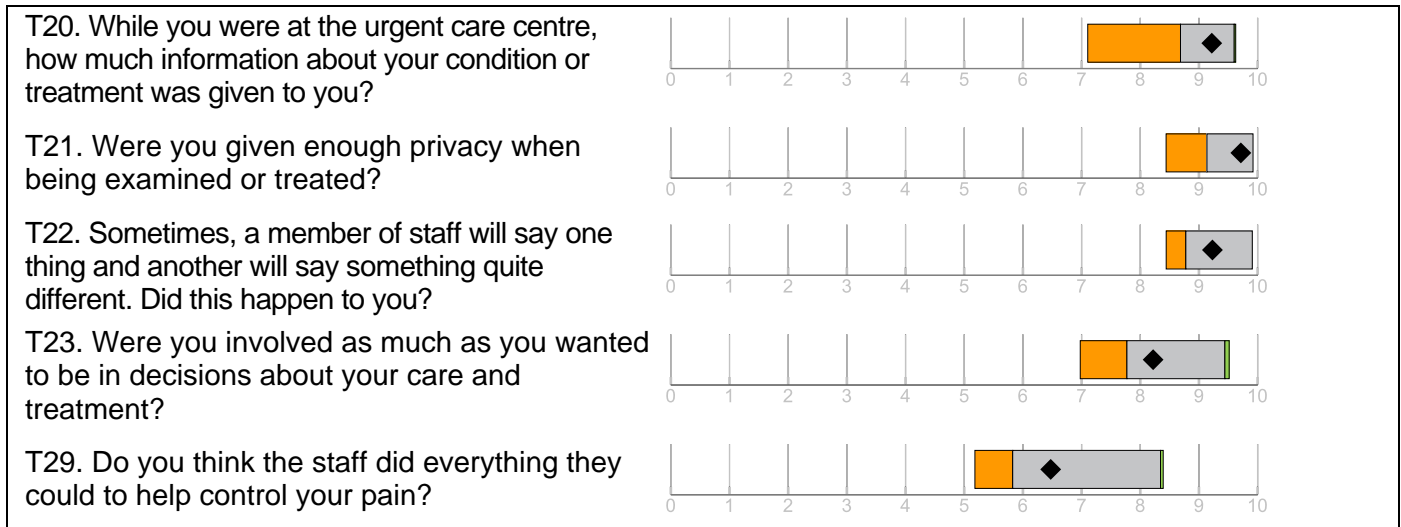 T20. While you were at the urgent care centre,
how much information about your condition or
treatment was given to you?
0 1 2 3 4 5 6 7 8 9 10
T21. Were you given enough privacy when
being examined or treated?
0 1 2 3 4 5 6 7 8 9 10
T22. Sometimes, a member of staff will say one
thing and another will say something quite
different. Did this happen to you?
0 1 2 3 4 5 6 7 8 9 10
T23. Were you involved as much as you wanted
to be in decisions about your care and
treatment?
0 1 2 3 4 5 6 7 8 9 10
T29. Do you think the staff did everything they
could to help control your pain?
0 1 2 3 4 5 6 7 8 9 10